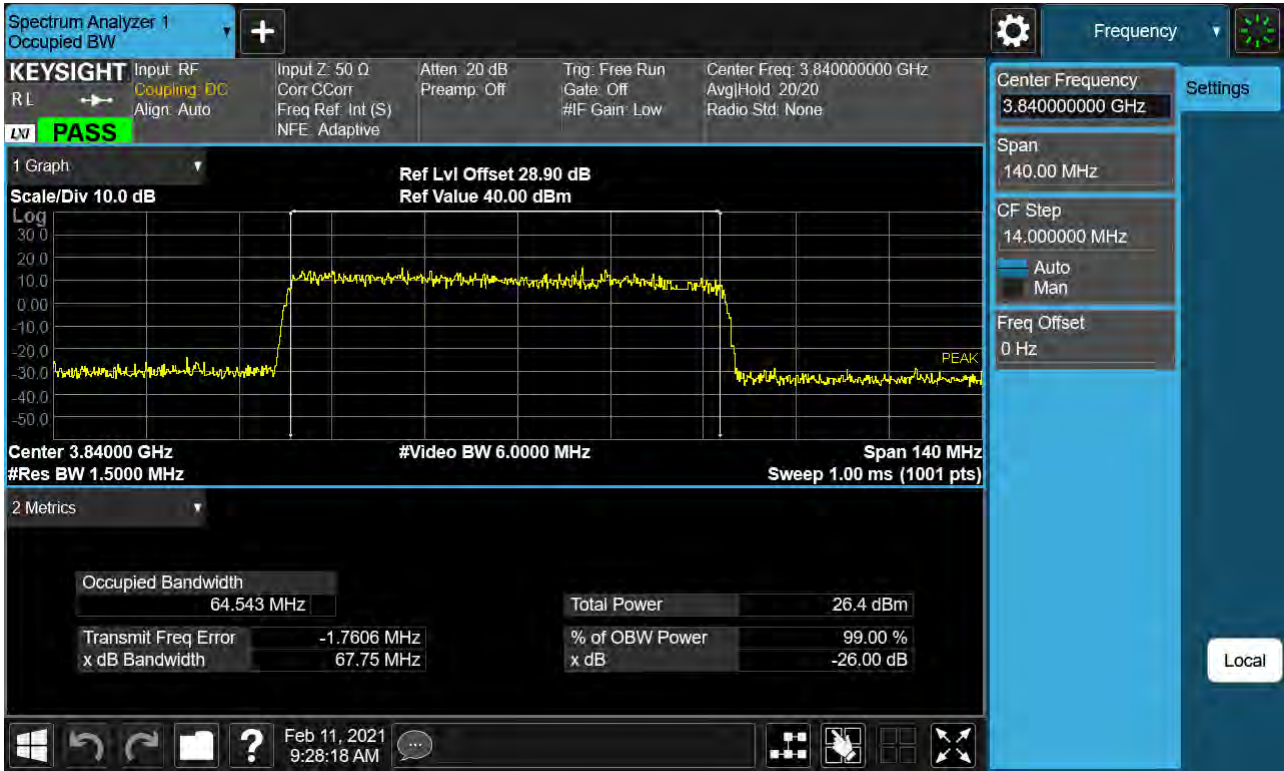 Spectrum Analyzer 1
Occupied BW
+
Frequency
KEYSIGHT
RL
LXI PASS
Input: RF
Coupling: DC
Align: Auto
Input Z: 50 Ω
Corr CCorr
Freq Ref: Int (S)
NFE: Adaptive
Atten: 20 dB
Preamp: Off
Trig: Free Run
Gate: Off
#IF Gain: Low
Center Freq: 3.840000000 GHz
Avg|Hold: 20/20
Radio Std: None
Center Frequency
3.840000000 GHz
Settings
Span
140.00 MHz
CF Step
14.000000 MHz
Auto
Man
Freq Offset
0 Hz
1 Graph
Scale/Div 10.0 dB
Ref Lvl Offset 28.90 dB
Ref Value 40.00 dBm
Log
30.0
20.0
10.0
0.00
-10.0
-20.0
-30.0
-40.0
-50.0
PEAK
Center 3.84000 GHz
#Video BW 6.0000 MHz
Span 140 MHz
#Res BW 1.5000 MHz
Sweep 1.00 ms (1001 pts)
2 Metrics
Occupied Bandwidth
64.543 MHz
Total Power 26.4 dBm
Transmit Freq Error -1.7606 MHz
% of OBW Power 99.00 %
x dB Bandwidth 67.75 MHz
x dB -26.00 dB
Local
?
Feb 11, 2021
9:28:18 AM